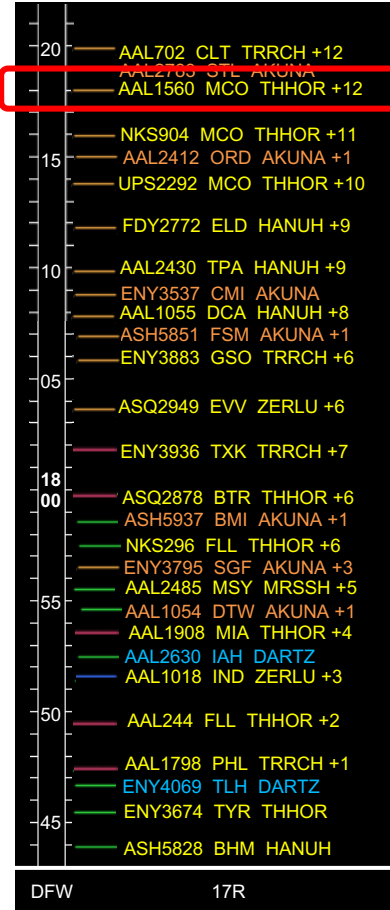 20
AAL702 CLT TRRCH +12
AAL2783 STL AKUNA
AAL1560 MCO THHOR +12
NKS904 MCO THHOR +11
15
AAL2412 ORD AKUNA +1
UPS2292 MCO THHOR +10
FDY2772 ELD HANUH +9
10
AAL2430 TPA HANUH +9
ENY3537 CMI AKUNA
AAL1055 DCA HANUH +8
ASH5851 FSM AKUNA +1
ENY3883 GSO TRRCH +6
05
ASQ2949 EVV ZERLU +6
ENY3936 TXK TRRCH +7
18
00
ASQ2878 BTR THHOR +6
ASH5937 BMI AKUNA +1
NKS296 FLL THHOR +6
ENY3795 SGF AKUNA +3
AAL2485 MSY MRSSH +5
55
AAL1054 DTW AKUNA +1
AAL1908 MIA THHOR +4
AAL2630 IAH DARTZ
AAL1018 IND ZERLU +3
50
AAL244 FLL THHOR +2
AAL1798 PHL TRRCH +1
ENY4069 TLH DARTZ
ENY3674 TYR THHOR
45
ASH5828 BHM HANUH
DFW 17R